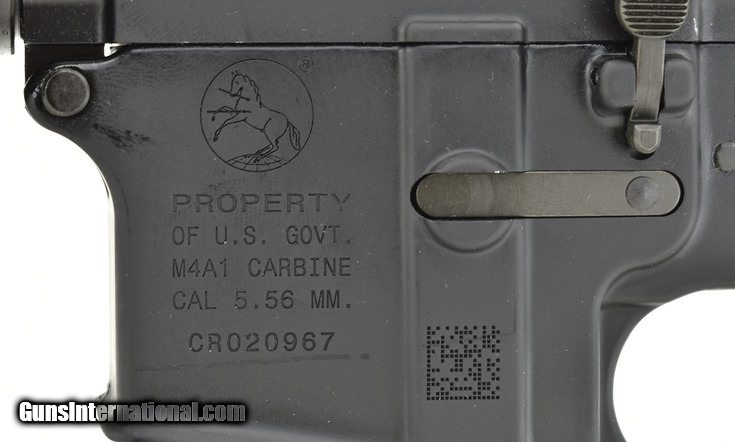 ®
PROPERTY
OF U.S. GOVT.
M4A1 CARBINE
CAL 5.56 MM.
CR020967
GunsInternational.com